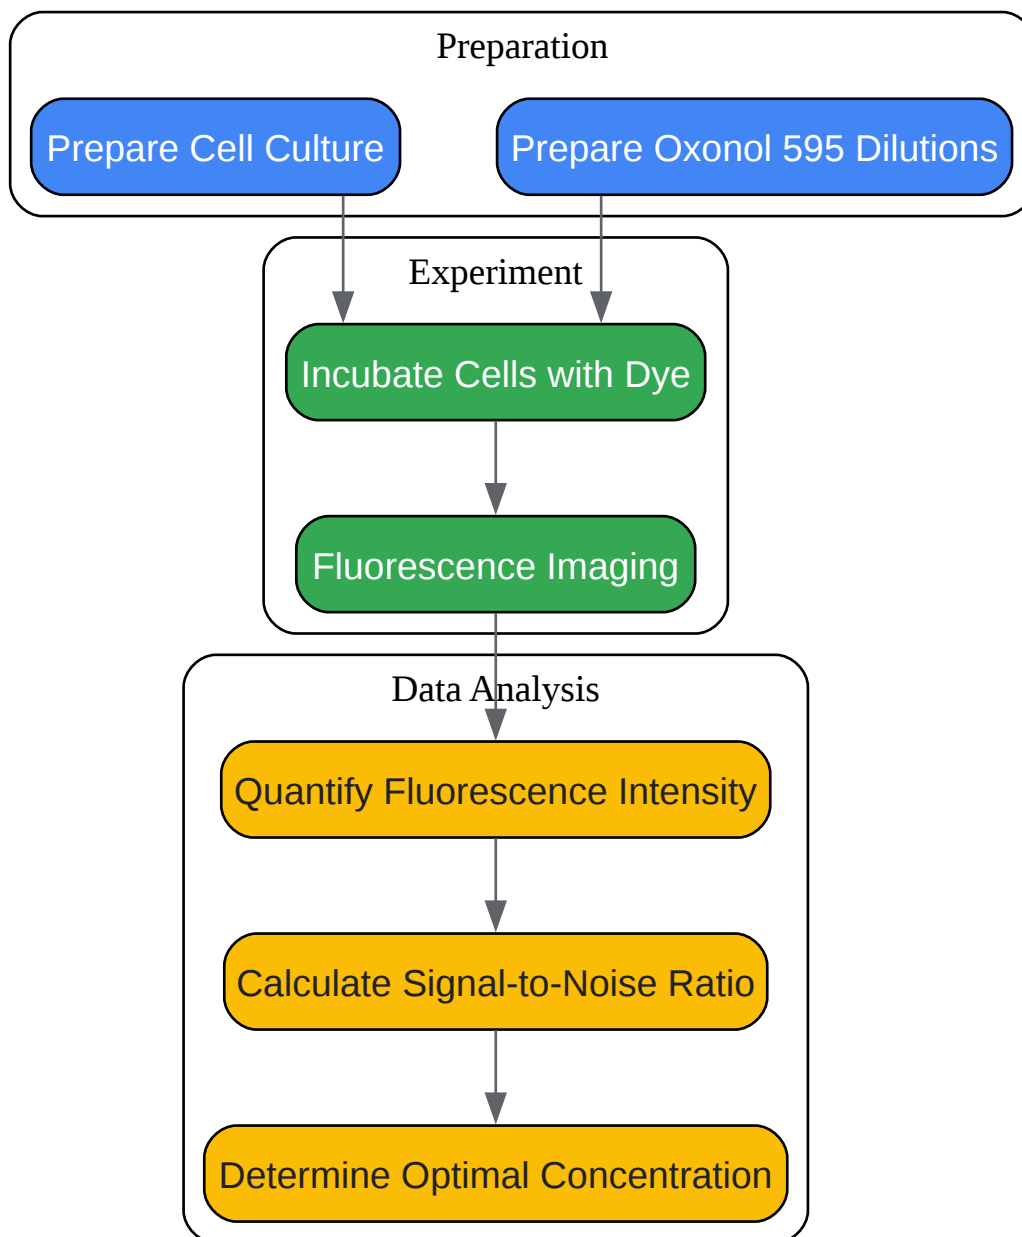 Preparation
Prepare Cell Culture
Prepare Oxonol 595 Dilutions
Experiment
Incubate Cells with Dye
Fluorescence Imaging
Data Analysis
Quantify Fluorescence Intensity
Calculate Signal-to-Noise Ratio
Determine Optimal Concentration